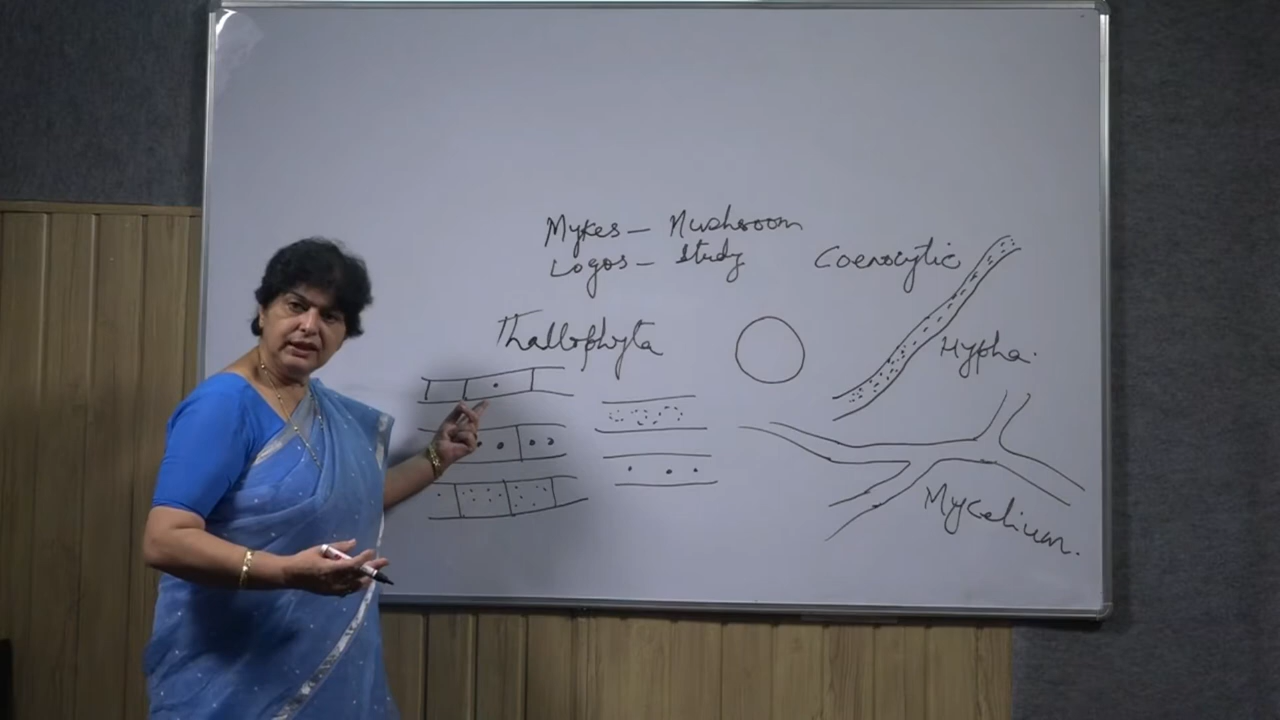 Mykes – Mushroom
Logos – Study
Coenocytic
Thallophyta
Hypha.
Mycelium.